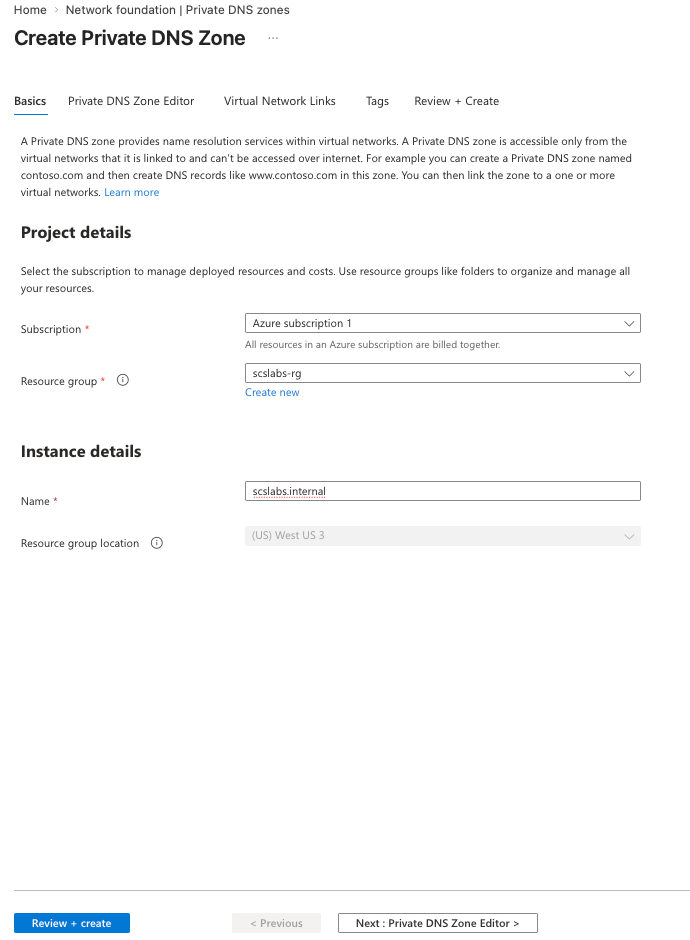 Home > Network foundation | Private DNS zones
Create Private DNS Zone ...
Basics Private DNS Zone Editor Virtual Network Links Tags Review + Create
A Private DNS zone provides name resolution services within virtual networks. A Private DNS zone is accessible only from the
virtual networks that it is linked to and can't be accessed over internet. For example you can create a Private DNS zone named
contoso.com and then create DNS records like www.contoso.com in this zone. You can then link the zone to a one or more
virtual networks. Learn more
Project details
Select the subscription to manage deployed resources and costs. Use resource groups like folders to organize and manage all
your resources.
Subscription *
Azure subscription 1
All resources in an Azure subscription are billed together.
Resource group *
scslabs-rg
Create new
Instance details
Name *
scslabs.internal
Resource group location
(US) West US 3
Review + create < Previous Next : Private DNS Zone Editor >